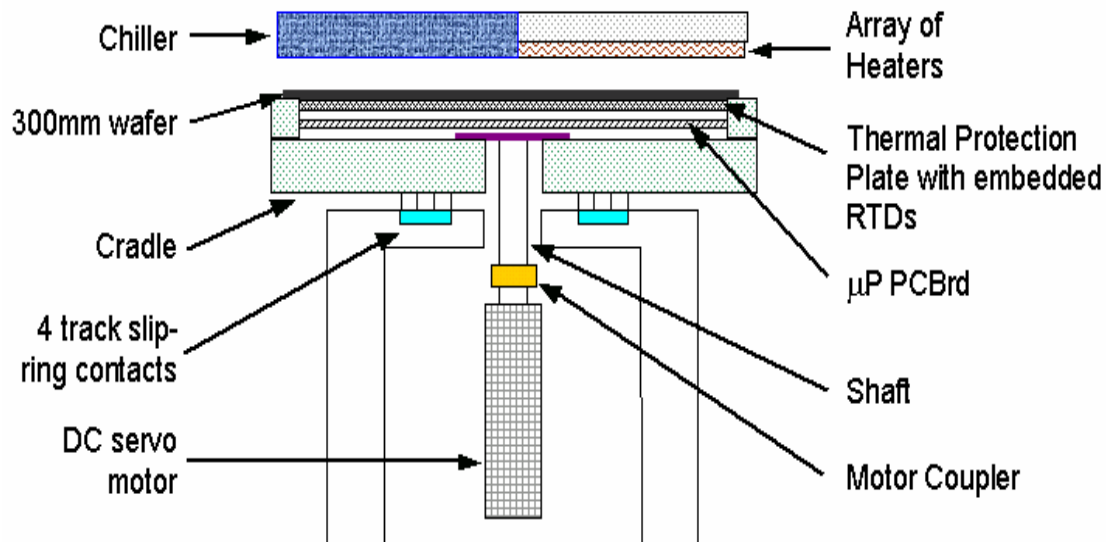 Chiller
300mm wafer
Cradle
4 track slip-
ring contacts
DC servo
motor
Array of
Heaters
Thermal Protection
Plate with embedded
RTDs
μP PCBrd
Shaft
Motor Coupler